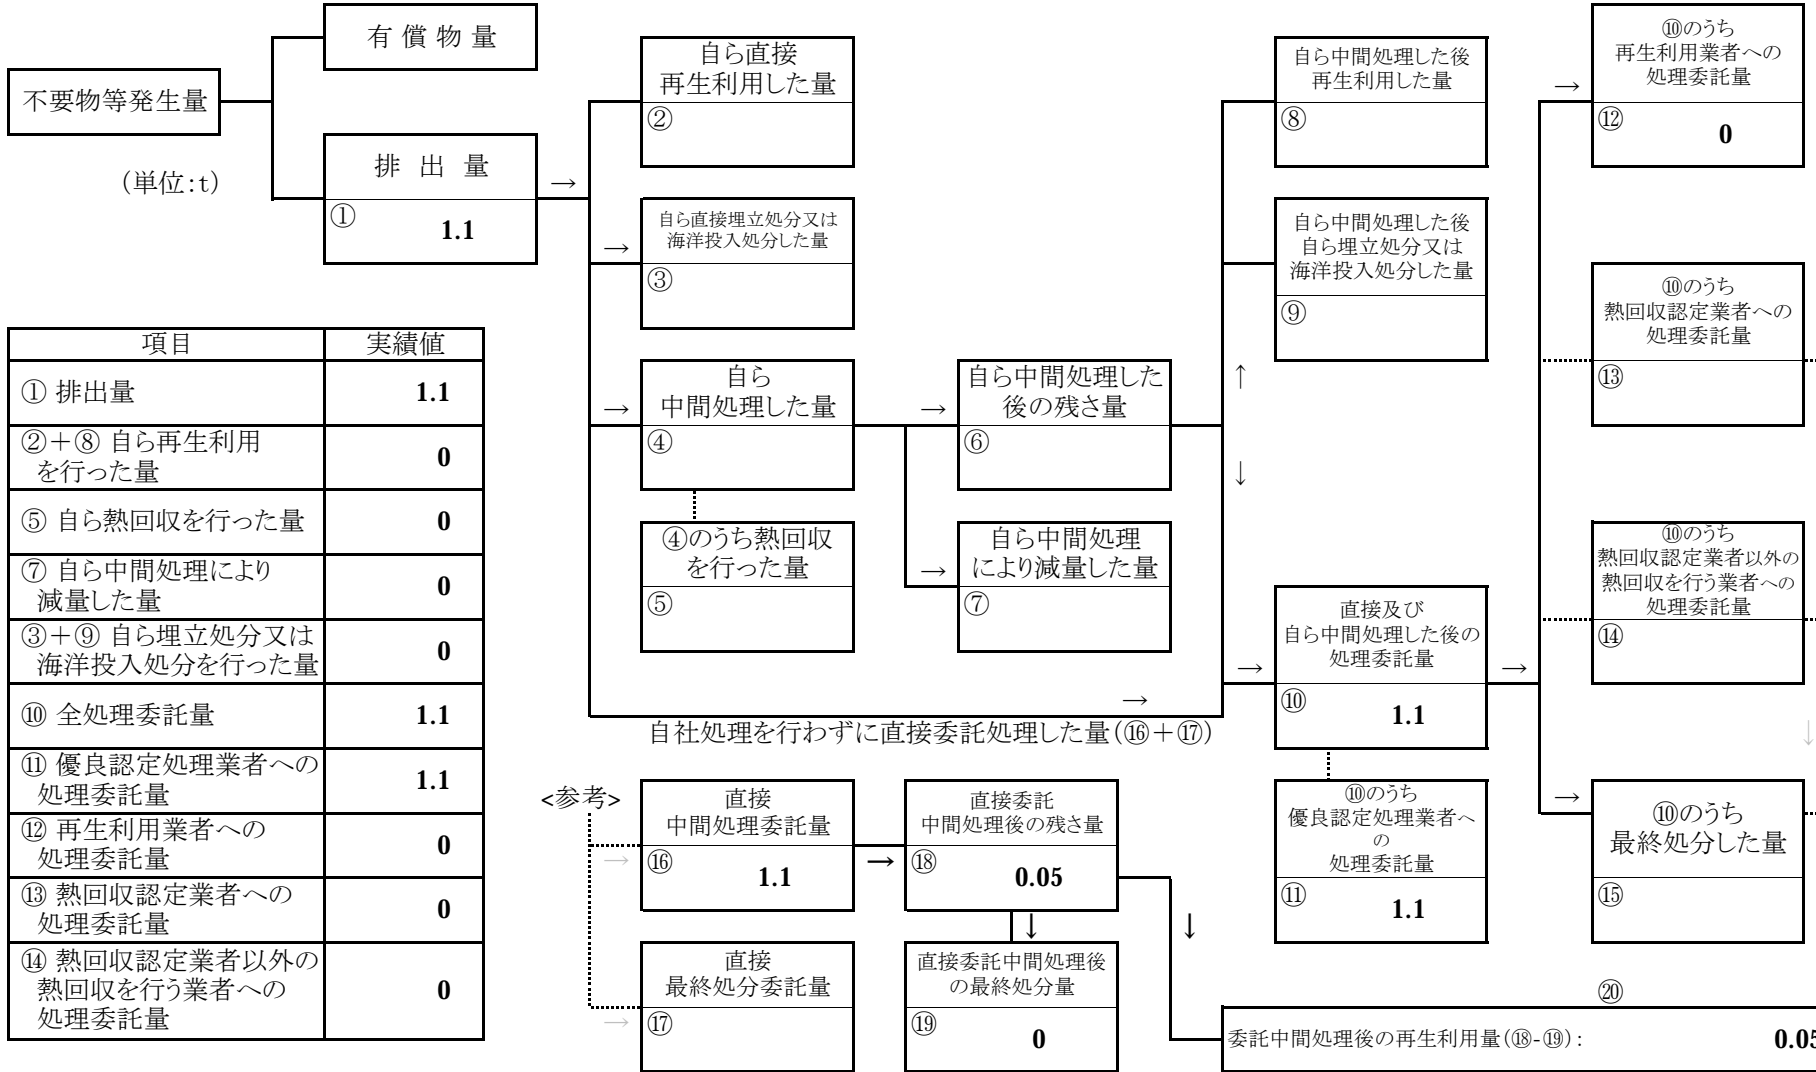 有 償 物 量
不要物等発生量
(単位:t)
排 出 量
→
①
1.1
項目
実績値
① 排出量
1.1
②+⑧ 自ら再生利用
を行った量
0
⑤ 自ら熱回収を行った量
0
⑦ 自ら中間処理により
減量した量
0
③+⑨ 自ら埋立処分又は
海洋投入処分を行った量
0
⑩ 全処理委託量
1.1
⑪ 優良認定処理業者への
処理委託量
1.1
⑫ 再生利用業者への
処理委託量
0
⑬ 熱回収認定業者への
処理委託量
0
⑭ 熱回収認定業者以外の
熱回収を行う業者への
処理委託量
0
自ら直接
再生利用した量
②
→
自ら直接埋立処分又は
海洋投入処分した量
③
→
自ら
中間処理した量
④
④のうち熱回収
を行った量
⑤
→
自ら中間処理した
後の残さ量
⑥
→
自ら中間処理
により減量した量
⑦
→
自社処理を行わずに直接委託処理した量(⑯+⑰)
<参考>
→
直接
中間処理委託量
⑯
1.1
→
直接委託
中間処理後の残さ量
⑱
0.05
↓
↓
→
直接
最終処分委託量
⑰
直接委託中間処理後
の最終処分量
⑲
0
自ら中間処理した後
再生利用した量
⑧
自ら中間処理した後
自ら埋立処分又は
海洋投入処分した量
⑨
↑
↓
→
直接及び
自ら中間処理した後の
処理委託量
⑩
1.1
→
⑩のうち
優良認定処理業者へ
の
処理委託量
⑪
1.1
→
⑩のうち
再生利用業者への
処理委託量
⑫
0
⑩のうち
熱回収認定業者への
処理委託量
⑬
⑩のうち
熱回収認定業者以外の
熱回収を行う業者への
処理委託量
⑭
↓
→
⑩のうち
最終処分した量
⑮
⑳
委託中間処理後の再生利用量(⑱-⑲):
0.05